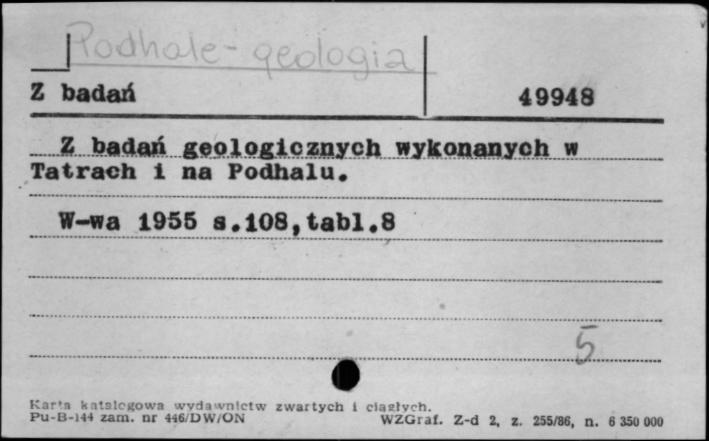 Podhale - geologia
Z badań 49948
Z badań geologicznych wykonanych w
Tatrach i na Podhalu.
W-wa 1955 s.108,tabl.8
5
Karta katalogowa wydawnictw zwartych i ciągłych.
Pu-B-144 zam. nr 446/DW/ON WZGraf. Z-d 2, z. 255/86, n. 6 350 000